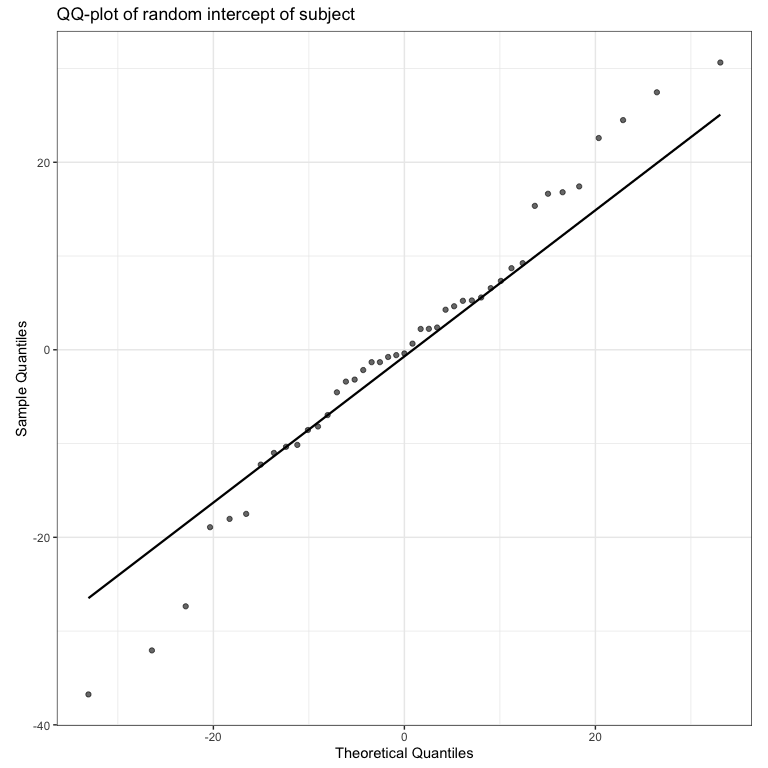 QQ-plot of random intercept of subject
20
0
-20
-40
-20
0
20
Theoretical Quantiles
Sample Quantiles